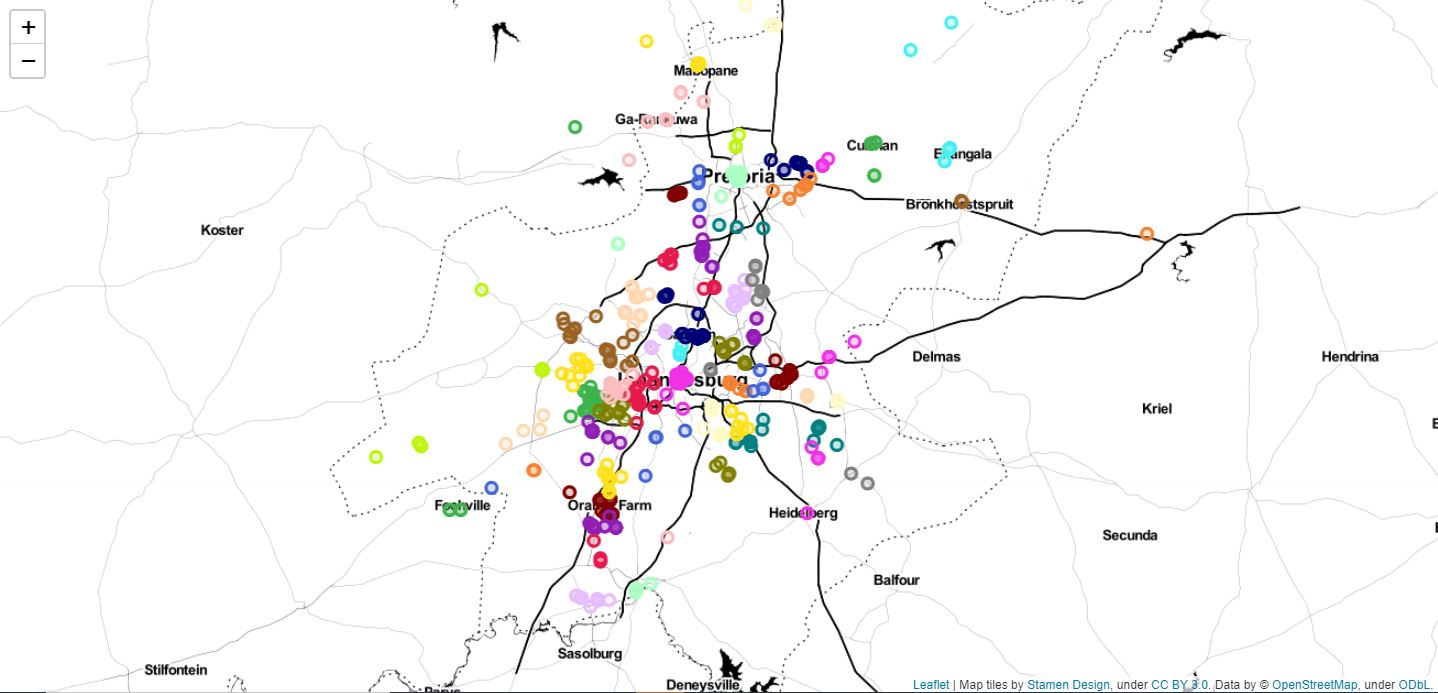 +
−
Mabopane
Ga-Rankuwa
Cullinan
Ekangala
Pretoria
Bronkhorstspruit
Koster
Delmas
Hendrina
Johannesburg
Kriel
Fochville
Orange Farm
Heidelberg
Secunda
Balfour
Sasolburg
Stilfontein
Deneysville
Parys
Leaflet | Map tiles by Stamen Design, under CC BY 3.0. Data by © OpenStreetMap, under ODbL.